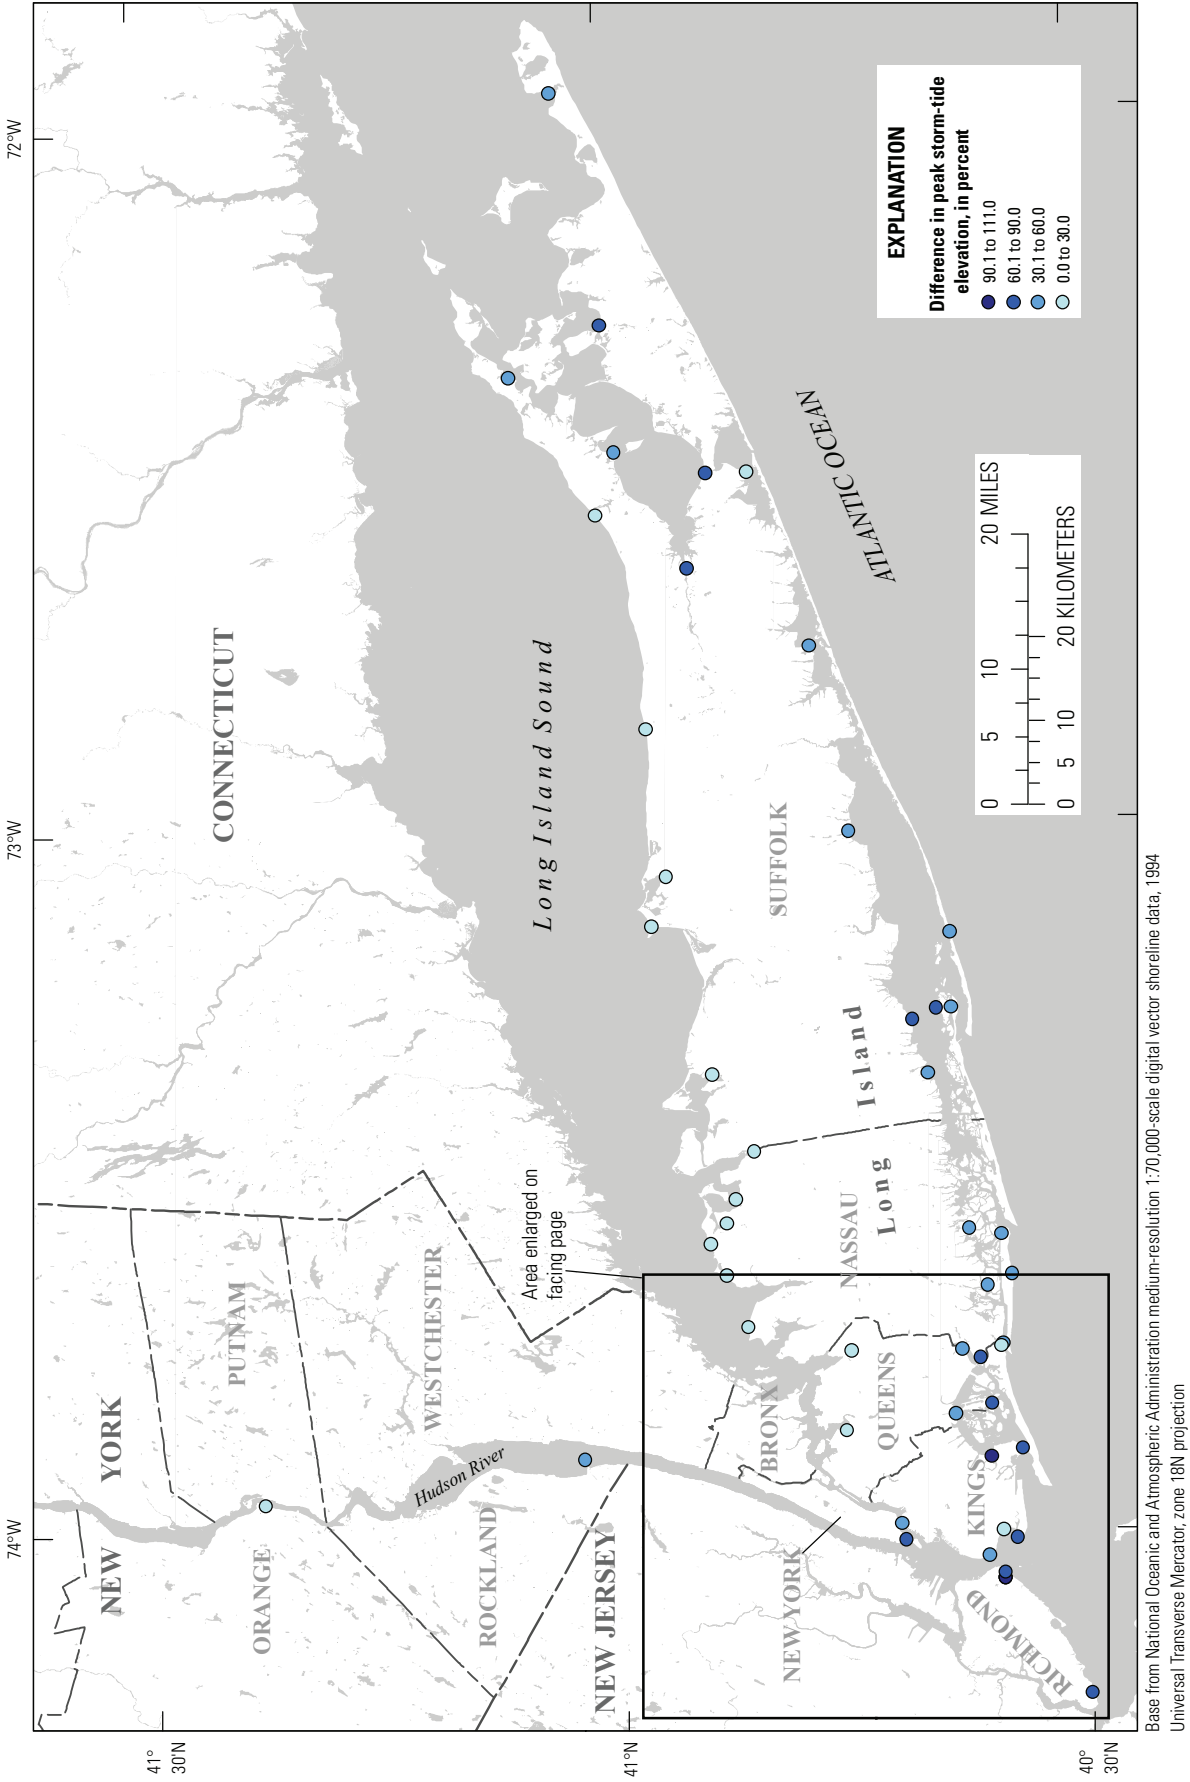 74°W
73°W
72°W
41°
30'N
41°N
40°
30'N
NEW YORK
CONNECTICUT
PUTNAM
ORANGE
WESTCHESTER
ROCKLAND
Hudson River
NEW JERSEY
Area enlarged on
facing page
Long Island Sound
BRONX
NEW YORK
QUEENS
NASSAU
SUFFOLK
Long Island
KINGS
RICHMOND
ATLANTIC OCEAN
0 5 10 20 MILES
0 5 10 20 KILOMETERS
EXPLANATION
Difference in peak storm-tide
elevation, in percent
90.1 to 111.0
60.1 to 90.0
30.1 to 60.0
0.0 to 30.0
Base from National Oceanic and Atmospheric Administration medium-resolution 1:70,000-scale digital vector shoreline data, 1994
Universal Transverse Mercator, zone 18N projection